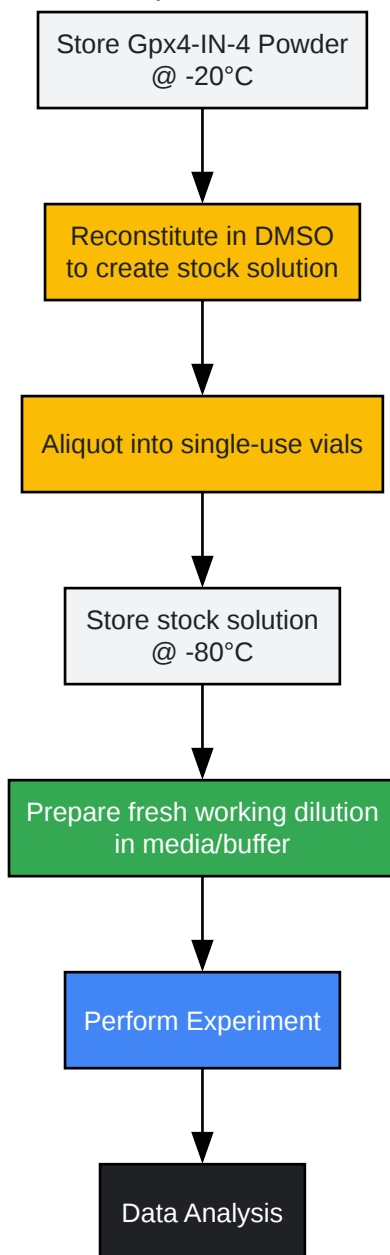 Store Gpx4-IN-4 Powder
@ -20°C
Reconstitute in DMSO
to create stock solution
Aliquot into single-use vials
Store stock solution
@ -80°C
Prepare fresh working dilution
in media/buffer
Perform Experiment
Data Analysis